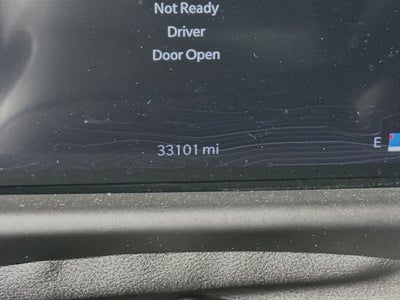 Not Ready
Driver
Door Open
33101 mi
E